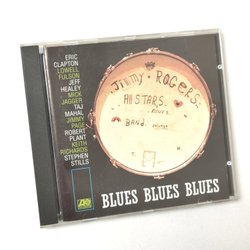 ERIC
CLAPTON
LOWELL
FULSON
JEFF
HEALEY
MICK
JAGGER
TAJ
MAHAL
JIMMY
PAGE
ROBERT
PLANT
KEITH
RICHARDS
STEPHEN
STILLS
Jimmy ROGERS
All STARS
BLUES
BAND
BLUES BLUES BLUES